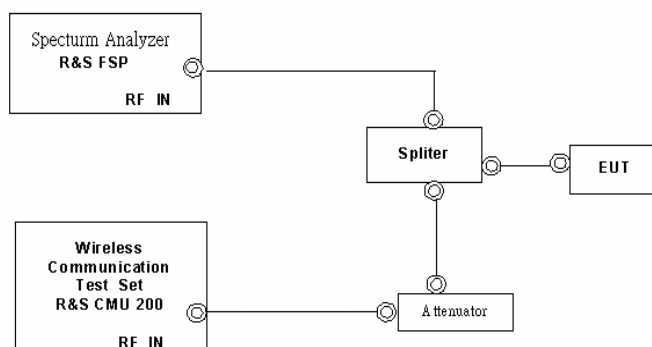 Specturm Analyzer
R&S FSP
RF IN
Spliter
EUT
Wireless
Communication
Test Set
R&S CMU 200
RF IN
Attenuator